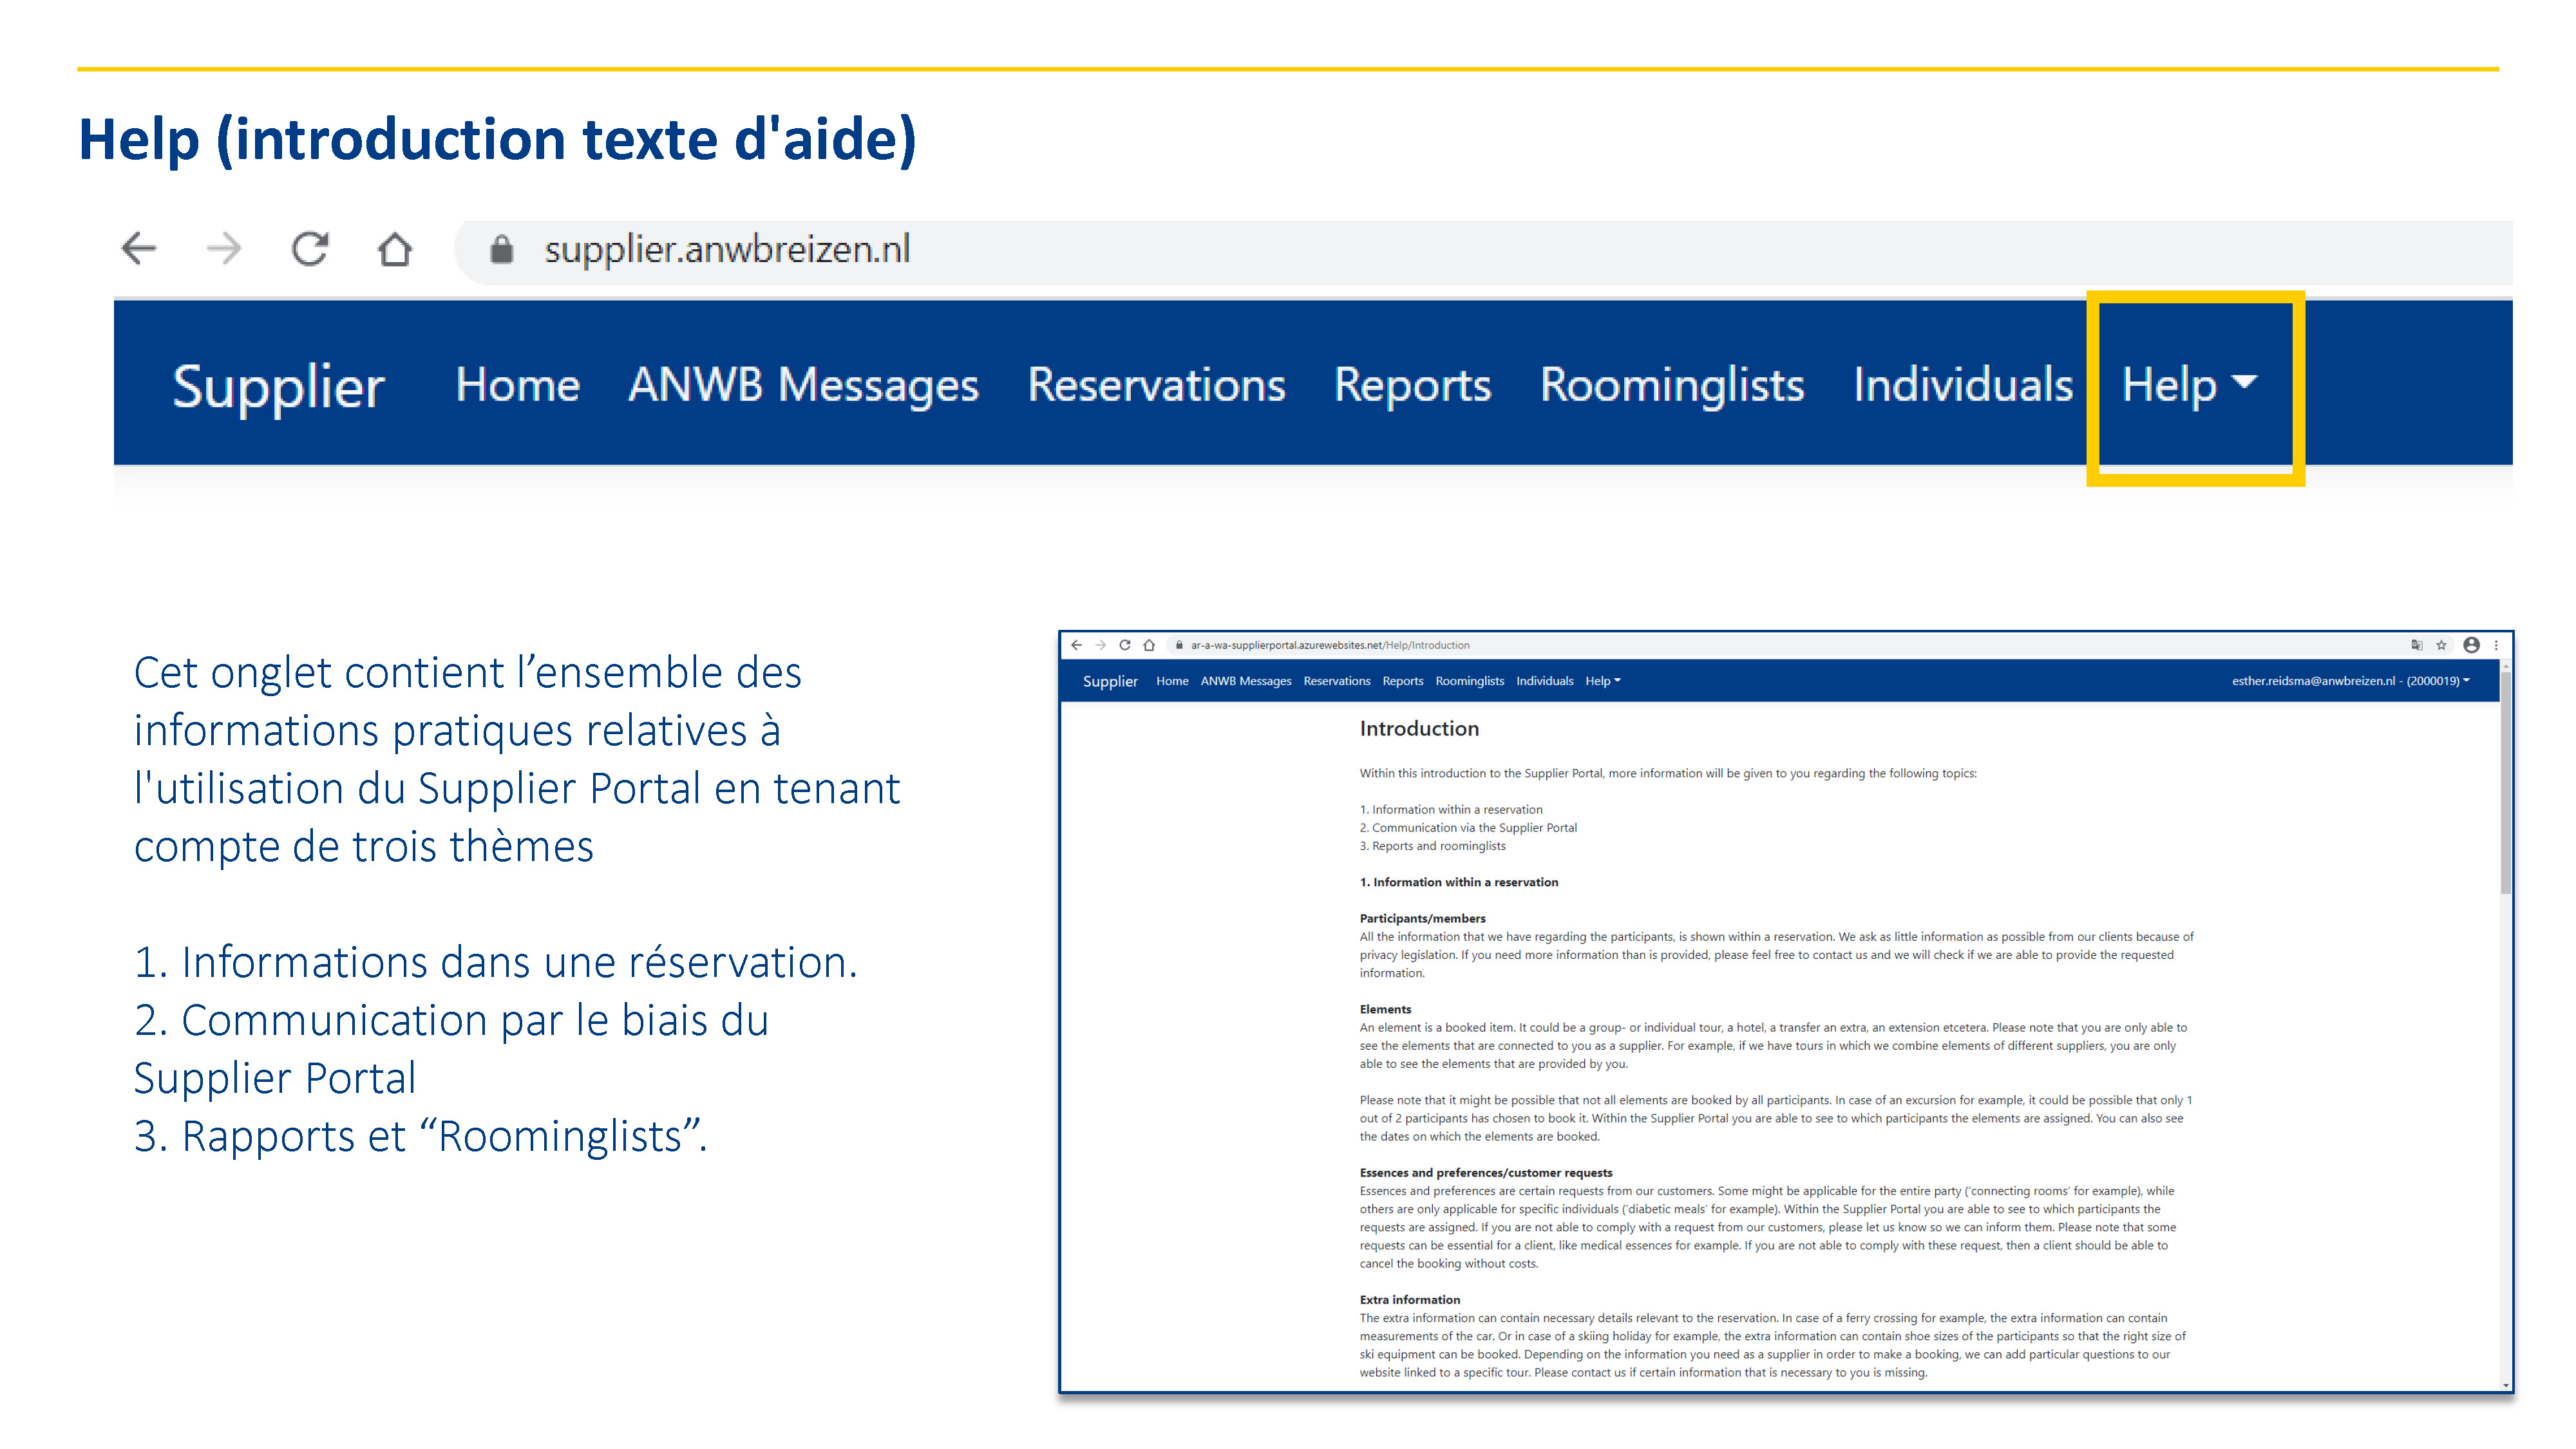 Help (introduction texte d'aide)
supplier.anwbreizen.nl
Supplier Home ANWB Messages Reservations Reports Roominglists Individuals Help
Cet onglet contient l’ensemble des
informations pratiques relatives à
l'utilisation du Supplier Portal en tenant
compte de trois thèmes
1. Informations dans une réservation.
2. Communication par le biais du
Supplier Portal
3. Rapports et “Roominglists”.
ar-a-wa-supplierportal.azurewebsites.net/Help/Introduction
Supplier Home ANWB Messages Reservations Reports Roominglists Individuals Help esther.reidsma@anwbreizen.nl - (2000019)
Introduction
Within this introduction to the Supplier Portal, more information will be given to you regarding the following topics:
1. Information within a reservation
2. Communication via the Supplier Portal
3. Reports and roominglists
1. Information within a reservation
Participants/members
All the information that we have regarding the participants, is shown within a reservation. We ask as little information as possible from our clients because of
privacy legislation. If you need more information than is provided, please feel free to contact us and we will check if we are able to provide the requested
information.
Elements
An element is a booked item. It could be a group- or individual tour, a hotel, a transfer an extra, an extension etcetera. Please note that you are only able to
see the elements that are connected to you as a supplier. For example, if we have tours in which we combine elements of different suppliers, you are only
able to see the elements that are provided by you.
Please note that it might be possible that not all elements are booked by all participants. In case of an excursion for example, it could be possible that only 1
out of 2 participants has chosen to book it. Within the Supplier Portal you are able to see to which participants the elements are assigned. You can also see
the dates on which the elements are booked.
Essences and preferences/customer requests
Essences and preferences are certain requests from our customers. Some might be applicable for the entire party ('connecting rooms' for example), while
others are only applicable for specific individuals ('diabetic meals' for example). Within the Supplier Portal you are able to see to which participants the
requests are assigned. If you are not able to comply with a request from our customers, please let us know so we can inform them. Please note that some
requests can be essential for a client, like medical essences for example. If you are not able to comply with these request, then a client should be able to
cancel the booking without costs.
Extra information
The extra information can contain necessary details relevant to the reservation. In case of a ferry crossing for example, the extra information can contain
measurements of the car. Or in case of a skiing holiday for example, the extra information can contain shoe sizes of the participants so that the right size of
ski equipment can be booked. Depending on the information you need as a supplier in order to make a booking, we can add particular questions to our
website linked to a specific tour. Please contact us if certain information that is necessary to you is missing.